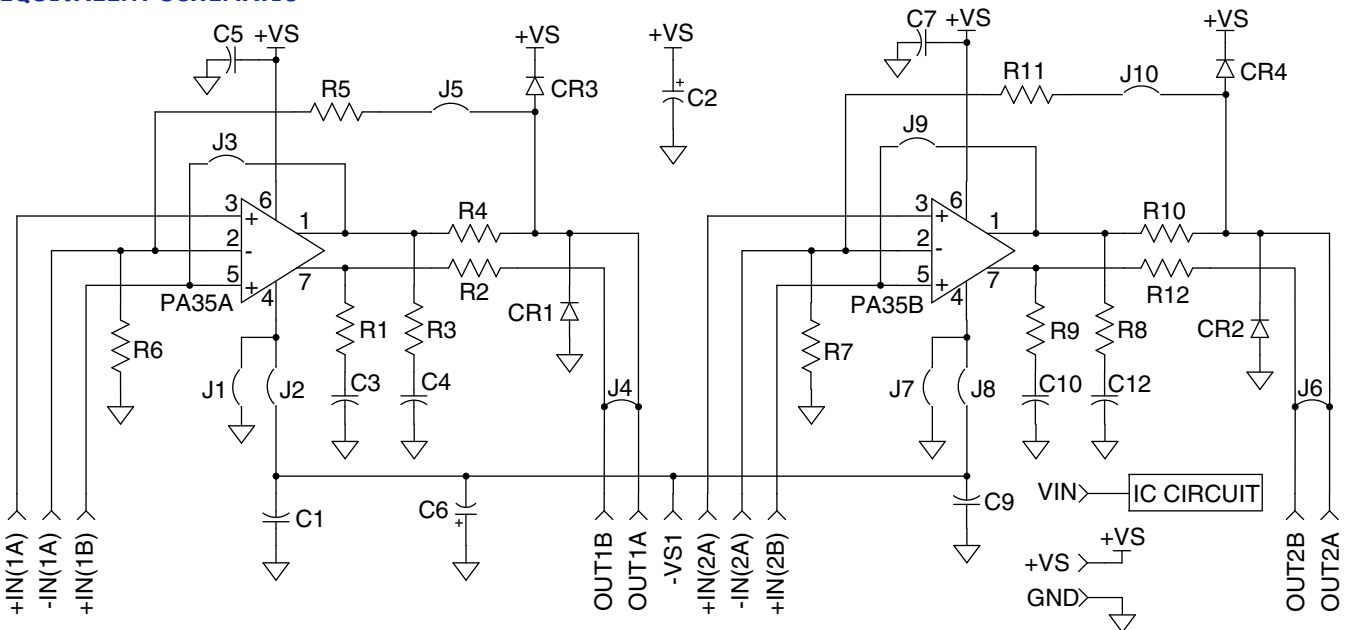 C5 +VS
+VS
+VS
C7 +VS
+VS
R5
J5
CR3
C2
R11
J10
CR4
J3
J9
3
6
+
1
R4
2
-
5
+
4
7
R2
PA35A
3
6
+
1
R10
2
-
5
+
4
7
R12
PA35B
R6
R1
R3
CR1
R7
R9
R8
CR2
J1
J2
C3
C4
J4
J7
J8
C10
C12
J6
C1
C6
+
C9
VIN
IC CIRCUIT
+VS
+VS
GND
+IN(1A)
-IN(1A)
+IN(1B)
OUT1B
OUT1A
-VS1
+IN(2A)
-IN(2A)
+IN(2B)
OUT2B
OUT2A